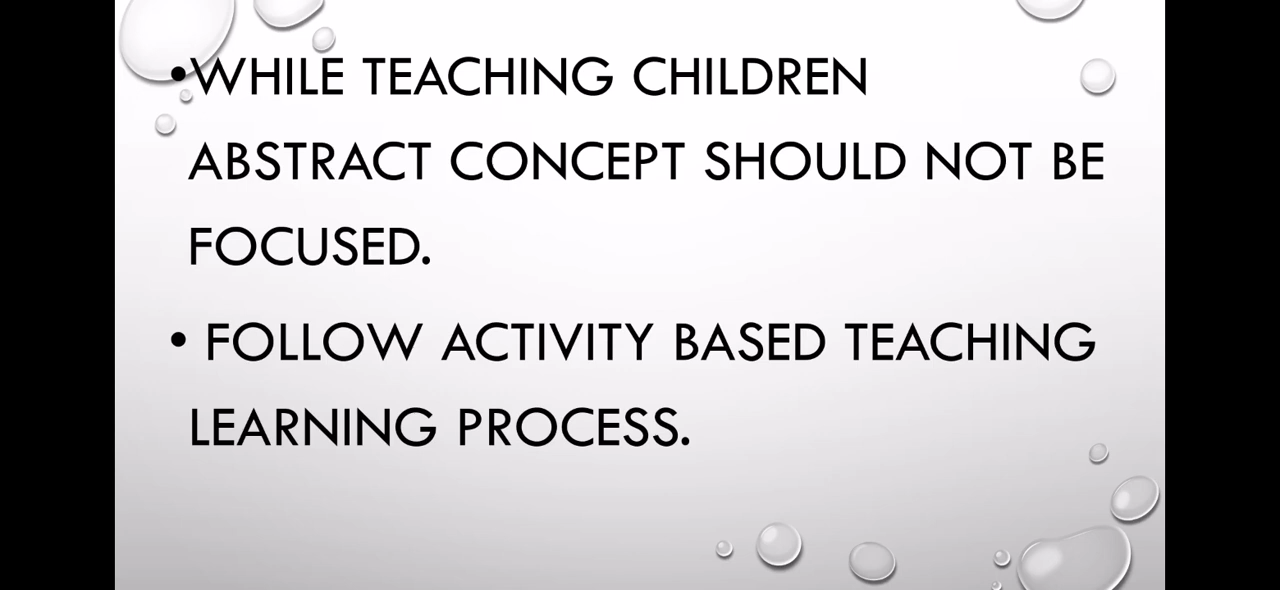 •WHILE TEACHING CHILDREN
ABSTRACT CONCEPT SHOULD NOT BE
FOCUSED.
• FOLLOW ACTIVITY BASED TEACHING
LEARNING PROCESS.